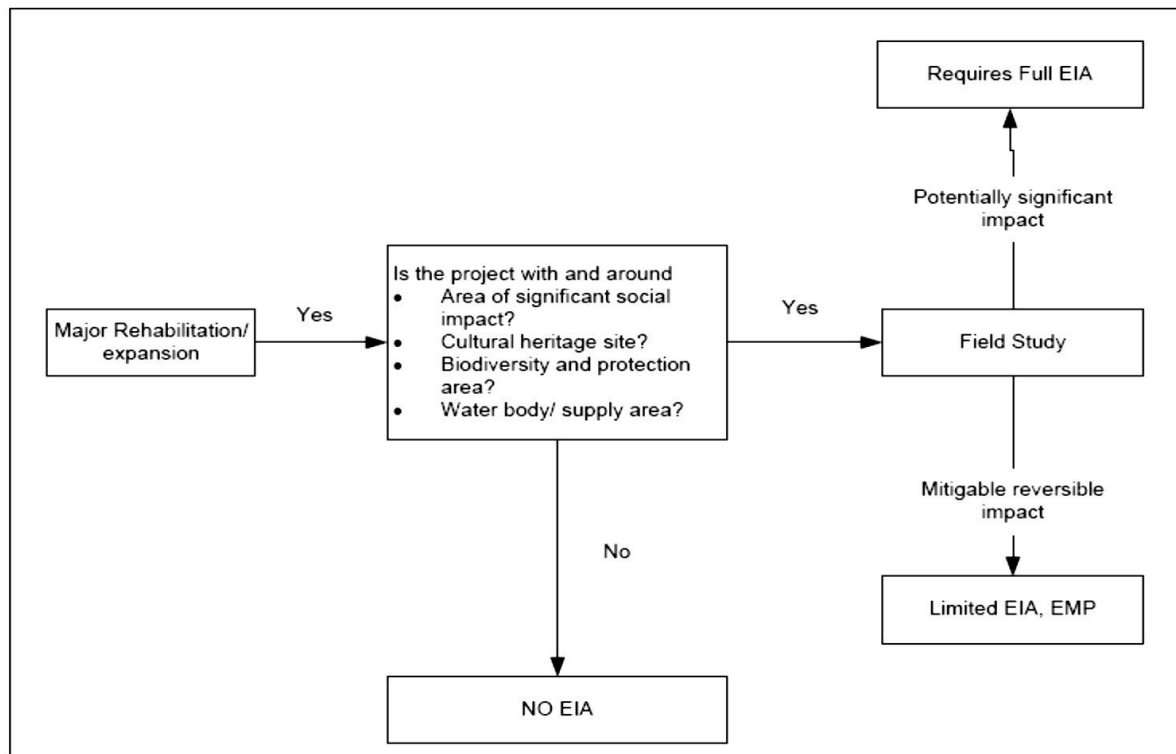 Requires Full EIA
Potentially significant
impact
Is the project with and around
• Area of significant social
impact?
• Cultural heritage site?
• Biodiversity and protection
area?
• Water body/ supply area?
Yes
Yes
Major Rehabilitation/
expansion
Field Study
Mitigable reversible
impact
No
Limited EIA, EMP
NO EIA